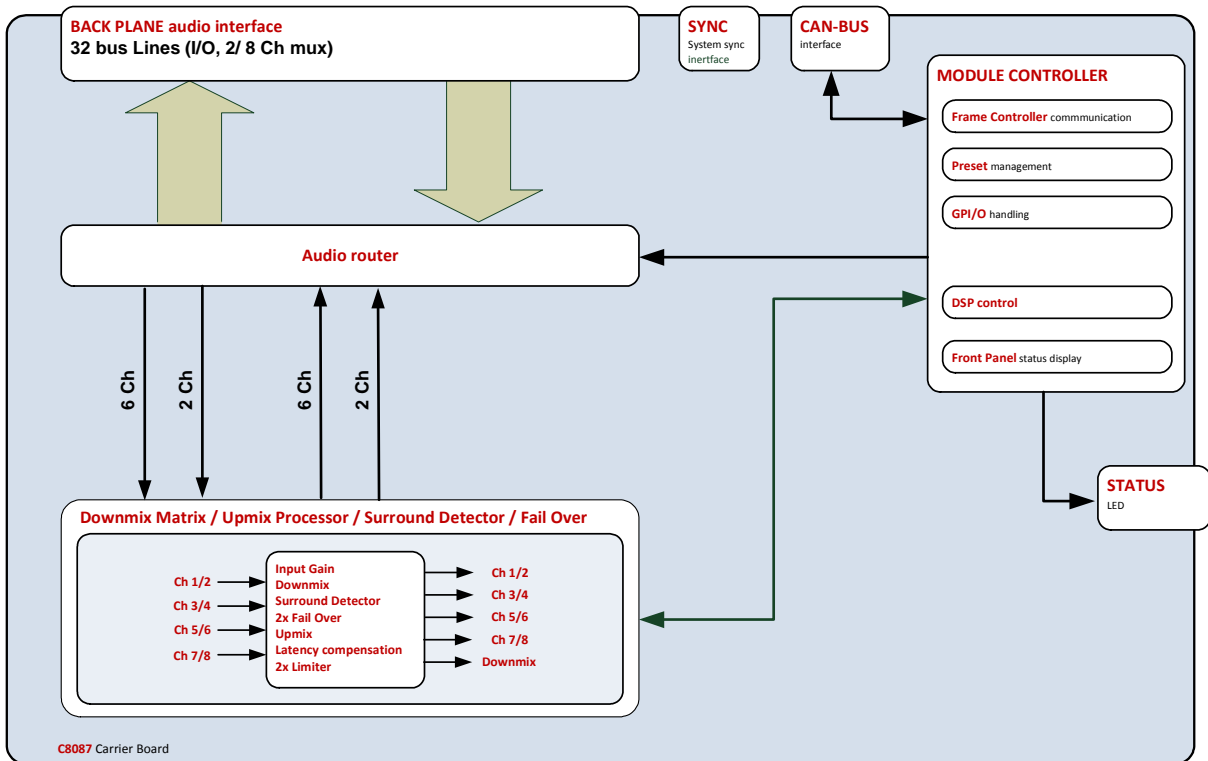 BACK PLANE audio interface
32 bus Lines (I/O, 2/ 8 Ch mux)
SYNC
System sync
inertface
CAN-BUS
interface
MODULE CONTROLLER
Frame Controller commmunication
Preset management
GPI/O handling
DSP control
Front Panel status display
Audio router
6 Ch
2 Ch
6 Ch
2 Ch
STATUS
LED
Downmix Matrix / Upmix Processor / Surround Detector / Fail Over
Ch 1/2
Ch 3/4
Ch 5/6
Ch 7/8
Input Gain
Downmix
Surround Detector
2x Fail Over
Upmix
Latency compensation
2x Limiter
Ch 1/2
Ch 3/4
Ch 5/6
Ch 7/8
Downmix
C8087 Carrier Board